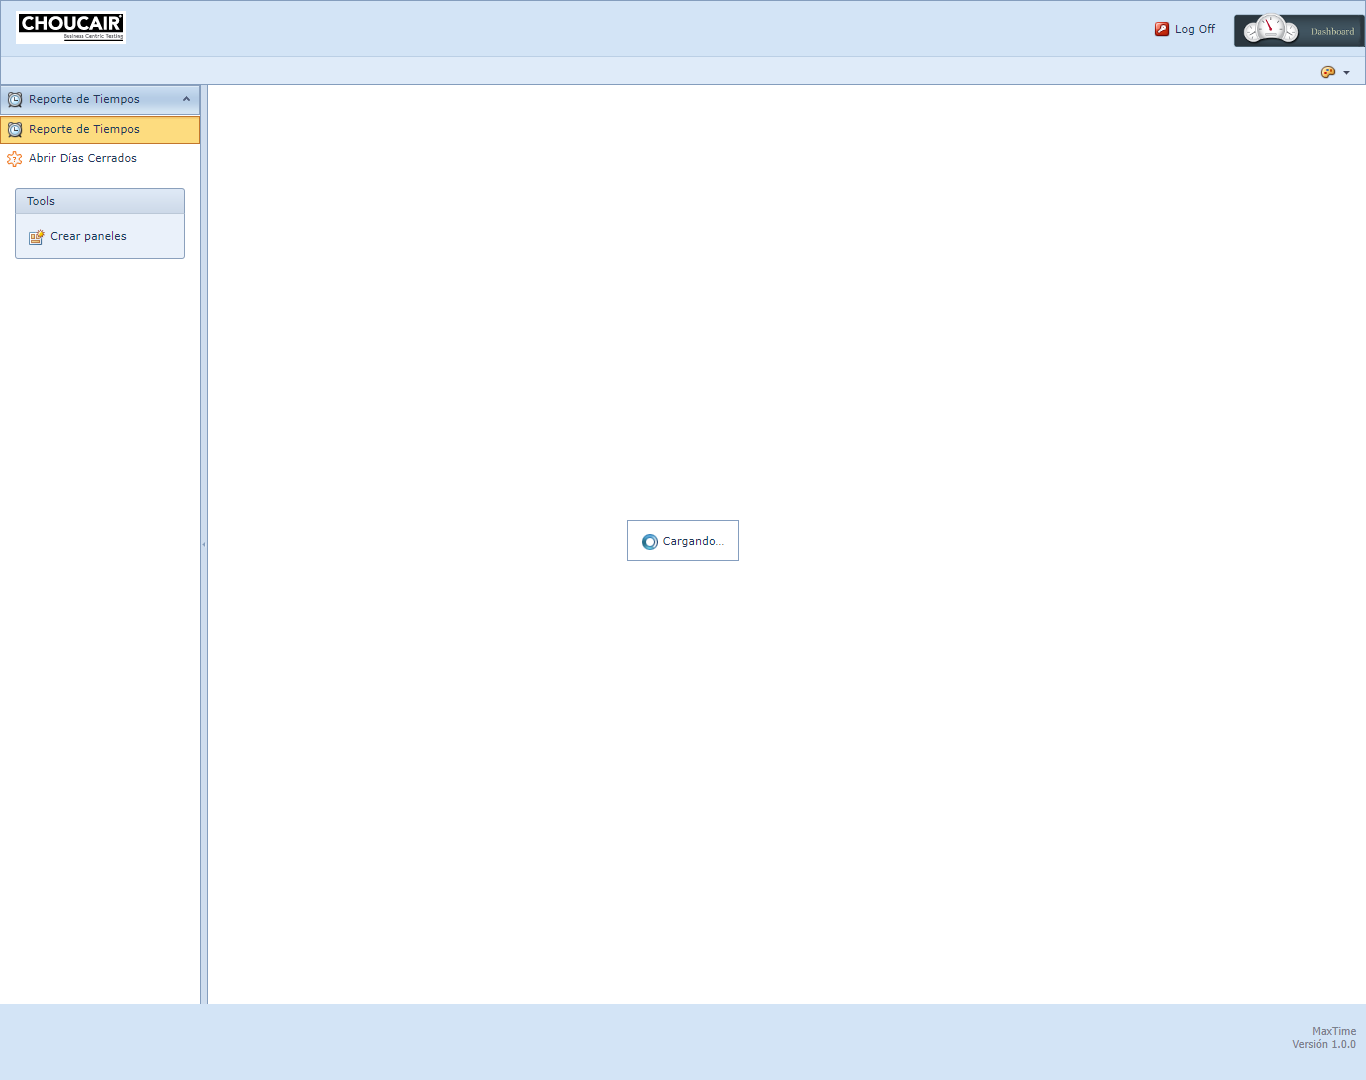 CHOUCAIR
Business Centric Testing
Log Off
Dashboard
Reporte de Tiempos
Reporte de Tiempos
Abrir Días Cerrados
Tools
Crear paneles
Cargando...
MaxTime
Versión 1.0.0